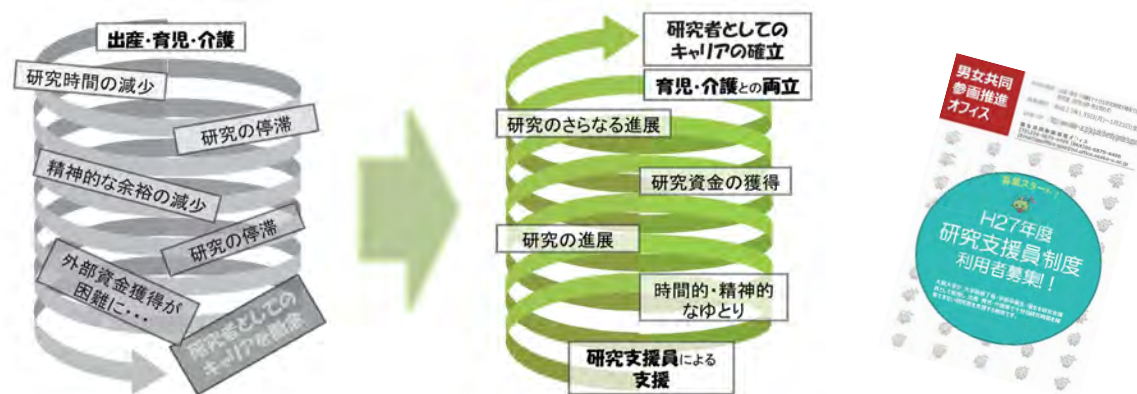 出産・育児・介護
研究時間の減少
研究の停滞
精神的な余裕の減少
研究の停滞
外部資金獲得が
困難に・・・
研究者としての
キャリアを断念
研究者としての
キャリアの確立
育児・介護との両立
研究のさらなる進展
研究資金の獲得
研究の進展
時間的・精神的
なゆとり
研究支援員による
支援
男女共同
参画推進
オフィス
募集スタート!
H27年度
研究支援員制度
利用者募集!